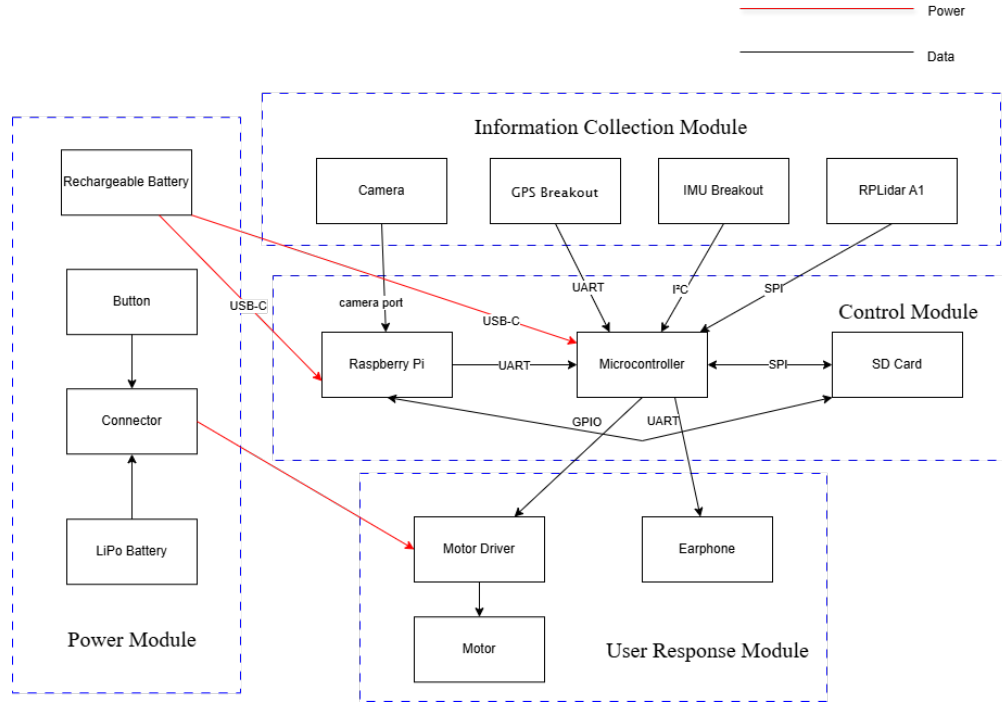 Power
Data
Information Collection Module
Rechargeable Battery
Camera
GPS Breakout
IMU Breakout
RPLidar A1
Button
USB-C
camera port
USB-C
UART
I²C
SPI
Control Module
Raspberry Pi
UART
Microcontroller
SPI
SD Card
Connector
GPIO
UART
LiPo Battery
Motor Driver
Earphone
Power Module
Motor
User Response Module